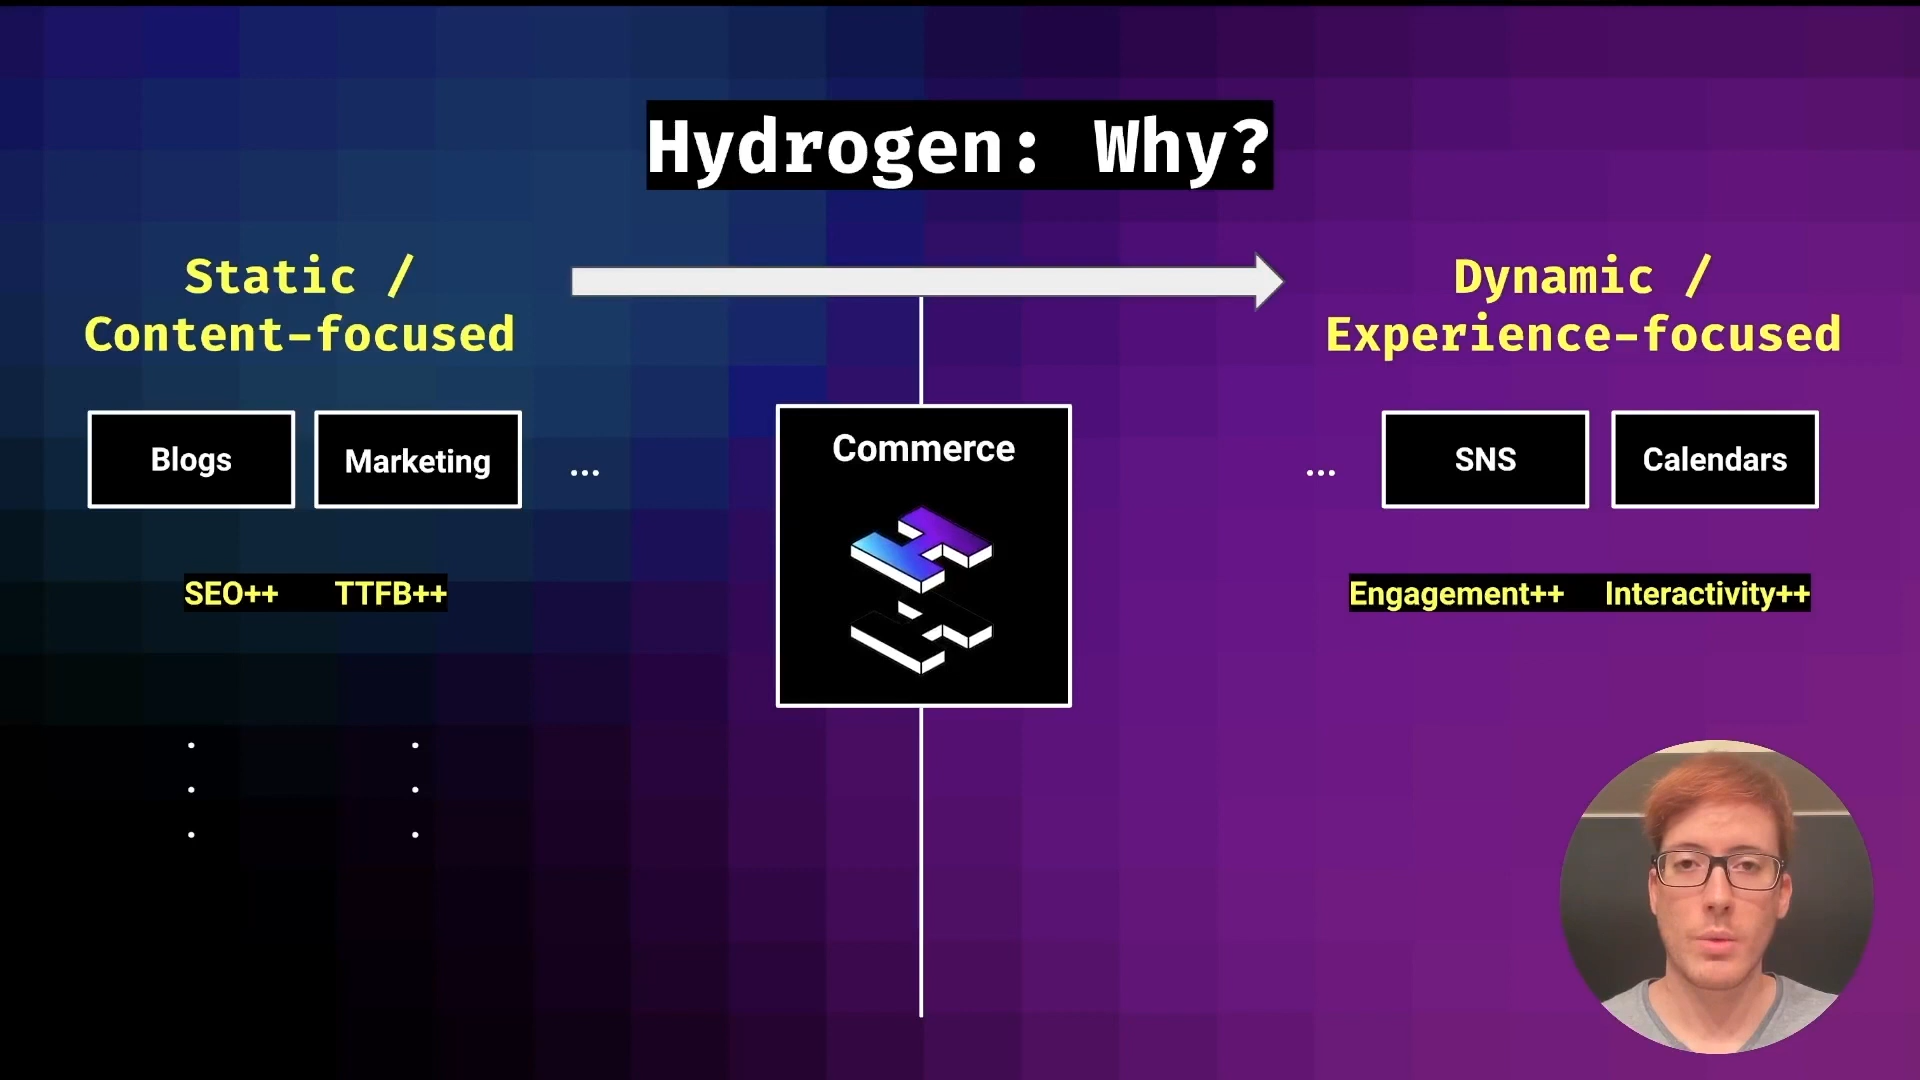 Hydrogen: Why?
Static /
Content-focused
Dynamic /
Experience-focused
Blogs
Marketing
...
Commerce
...
SNS
Calendars
SEO++
TTFB++
Engagement++
Interactivity++